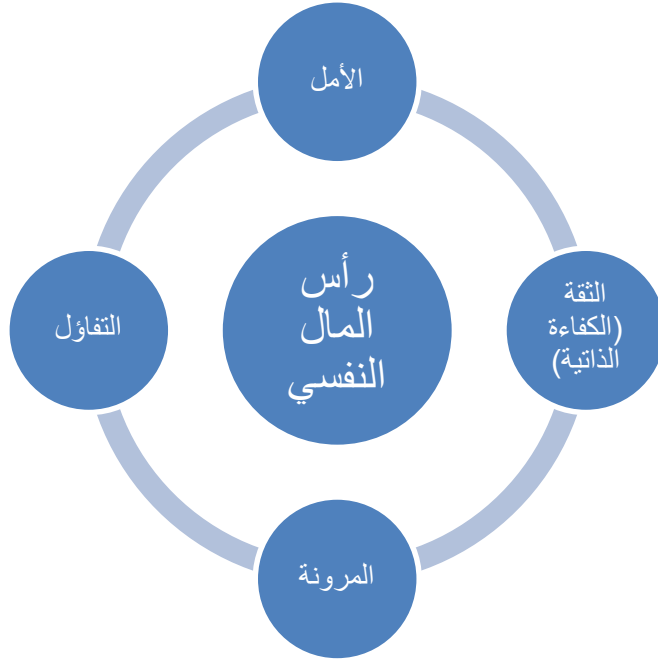 الأمل
رأس
المال
النفسي
الثقة
(الكفاءة
الذاتية)
المرونة
التفاؤل